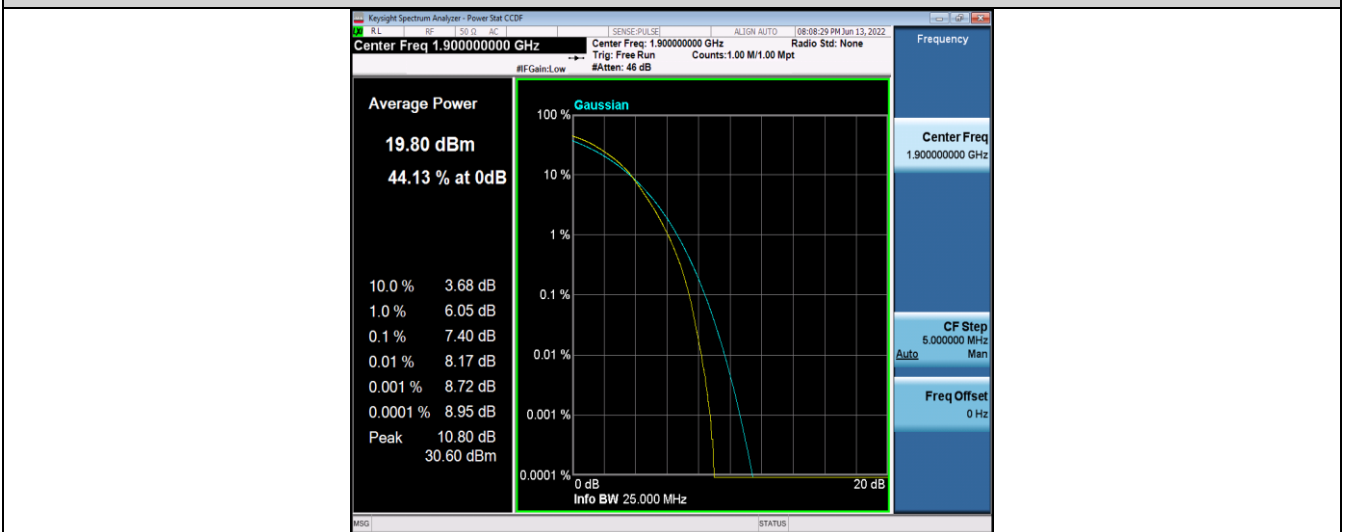 Keysight Spectrum Analyzer - Power Stat CCDF
RL RF 50 Ω AC SENSE:PULSE ALIGN AUTO 08:08:29 PM Jun 13, 2022
Center Freq 1.900000000 GHz
Center Freq: 1.900000000 GHz Radio Std: None
Trig: Free Run Counts:1.00 M/1.00 Mpt
#IFGain:Low #Atten: 46 dB
Frequency
Average Power
19.80 dBm
44.13 % at 0dB
10.0 % 3.68 dB
1.0 % 6.05 dB
0.1 % 7.40 dB
0.01 % 8.17 dB
0.001 % 8.72 dB
0.0001 % 8.95 dB
Peak 10.80 dB
30.60 dBm
Gaussian
100 %
10 %
1 %
0.1 %
0.01 %
0.001 %
0.0001 %
0 dB 20 dB
Info BW 25.000 MHz
Center Freq
1.900000000 GHz
CF Step
5.000000 MHz
Auto Man
Freq Offset
0 Hz
MSG STATUS